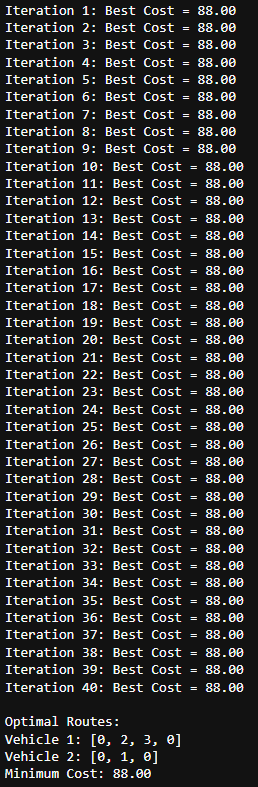 Iteration 1: Best Cost = 88.00
Iteration 2: Best Cost = 88.00
Iteration 3: Best Cost = 88.00
Iteration 4: Best Cost = 88.00
Iteration 5: Best Cost = 88.00
Iteration 6: Best Cost = 88.00
Iteration 7: Best Cost = 88.00
Iteration 8: Best Cost = 88.00
Iteration 9: Best Cost = 88.00
Iteration 10: Best Cost = 88.00
Iteration 11: Best Cost = 88.00
Iteration 12: Best Cost = 88.00
Iteration 13: Best Cost = 88.00
Iteration 14: Best Cost = 88.00
Iteration 15: Best Cost = 88.00
Iteration 16: Best Cost = 88.00
Iteration 17: Best Cost = 88.00
Iteration 18: Best Cost = 88.00
Iteration 19: Best Cost = 88.00
Iteration 20: Best Cost = 88.00
Iteration 21: Best Cost = 88.00
Iteration 22: Best Cost = 88.00
Iteration 23: Best Cost = 88.00
Iteration 24: Best Cost = 88.00
Iteration 25: Best Cost = 88.00
Iteration 26: Best Cost = 88.00
Iteration 27: Best Cost = 88.00
Iteration 28: Best Cost = 88.00
Iteration 29: Best Cost = 88.00
Iteration 30: Best Cost = 88.00
Iteration 31: Best Cost = 88.00
Iteration 32: Best Cost = 88.00
Iteration 33: Best Cost = 88.00
Iteration 34: Best Cost = 88.00
Iteration 35: Best Cost = 88.00
Iteration 36: Best Cost = 88.00
Iteration 37: Best Cost = 88.00
Iteration 38: Best Cost = 88.00
Iteration 39: Best Cost = 88.00
Iteration 40: Best Cost = 88.00
Optimal Routes:
Vehicle 1: [0, 2, 3, 0]
Vehicle 2: [0, 1, 0]
Minimum Cost: 88.00